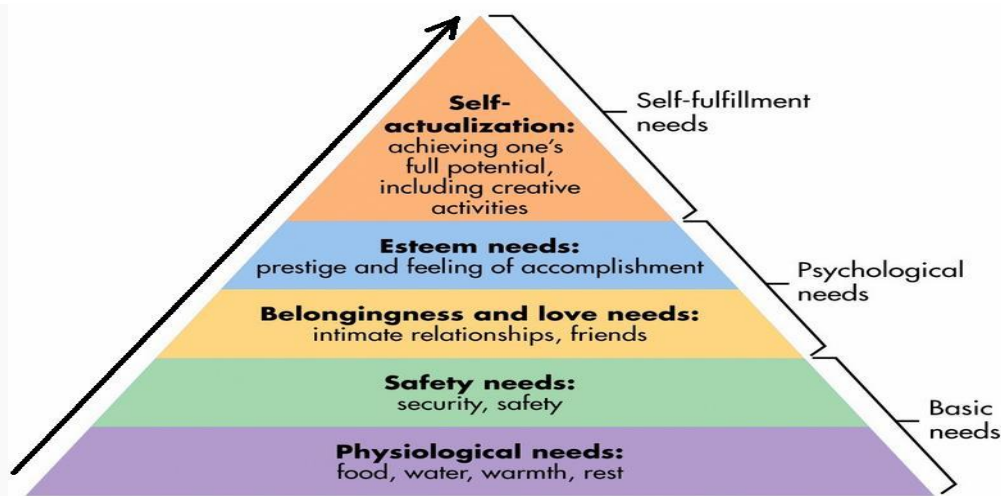 Self-
actualization:
achieving one's
full potential,
including creative
activities
Esteem needs:
prestige and feeling of accomplishment
Belongingness and love needs:
intimate relationships, friends
Safety needs:
security, safety
Physiological needs:
food, water, warmth, rest
Self-fulfillment
needs
Psychological
needs
Basic
needs